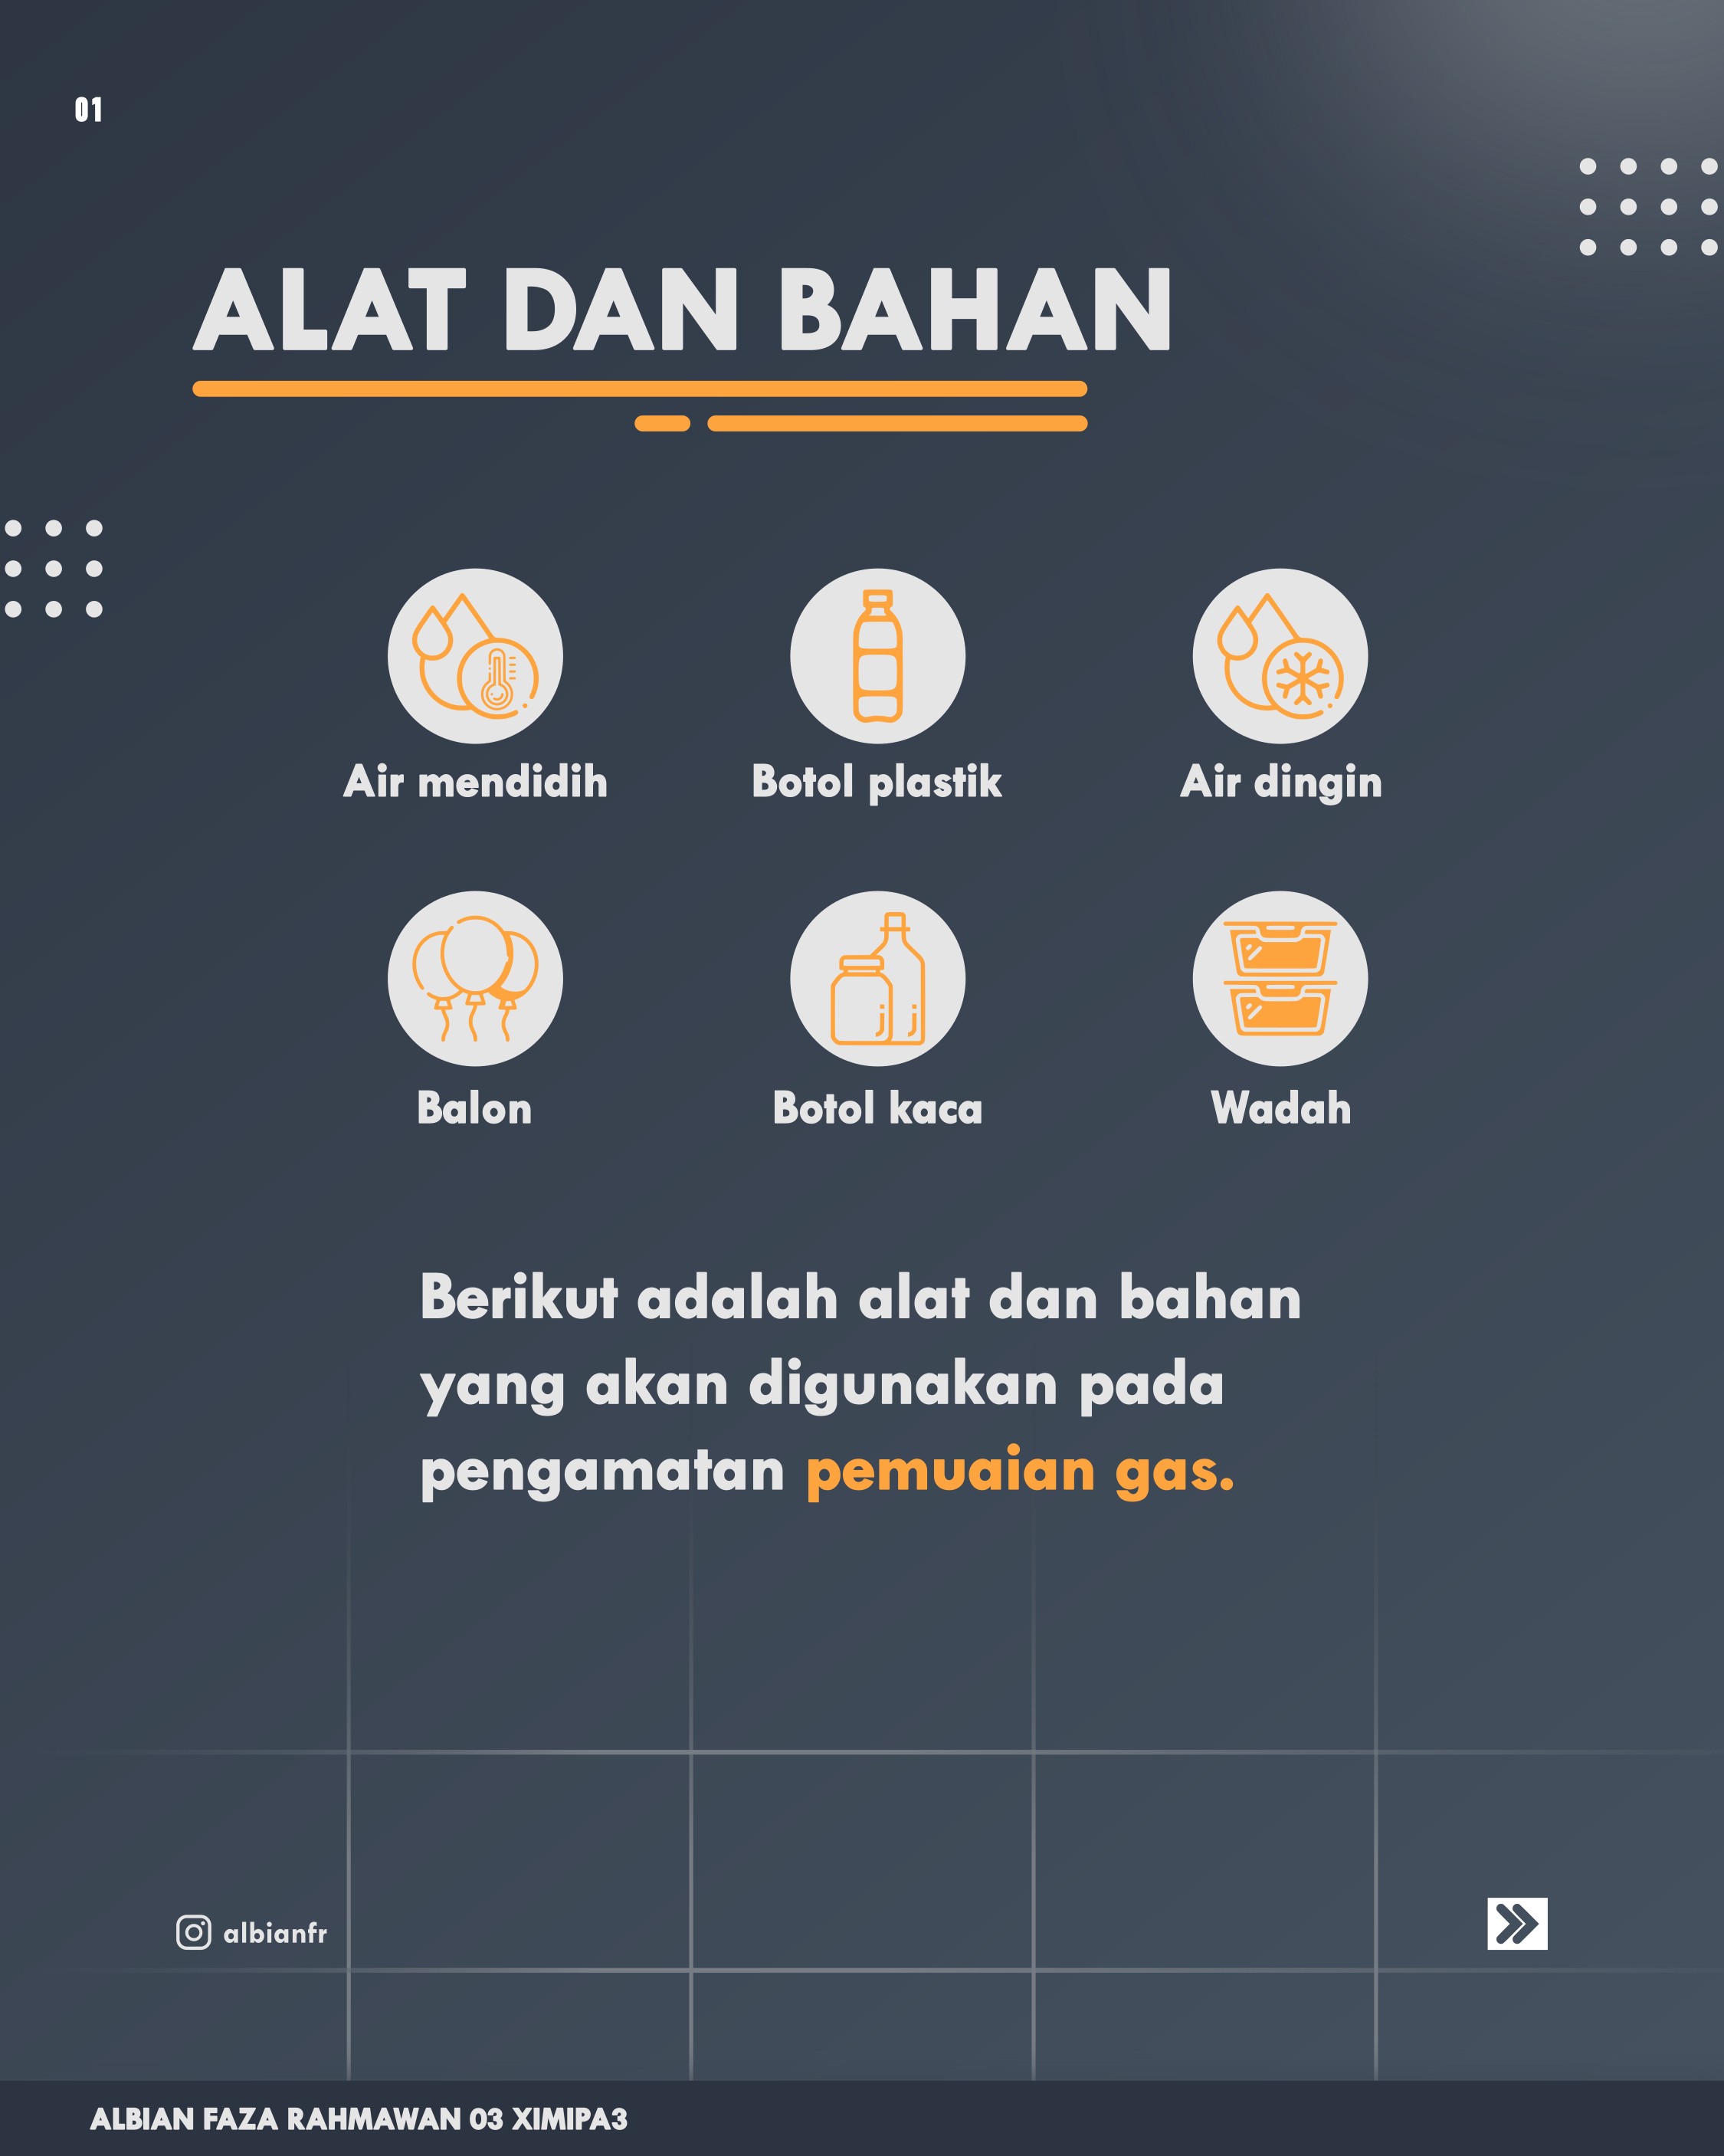 01
ALAT DAN BAHAN
Air mendidih
Botol plastik
Air dingin
Balon
Botol kaca
Wadah
Berikut adalah alat dan bahan
yang akan digunakan pada
pengamatan pemuaian gas.
albianfr
ALBIAN FAZA RAHMAWAN 03 XIMIPA3